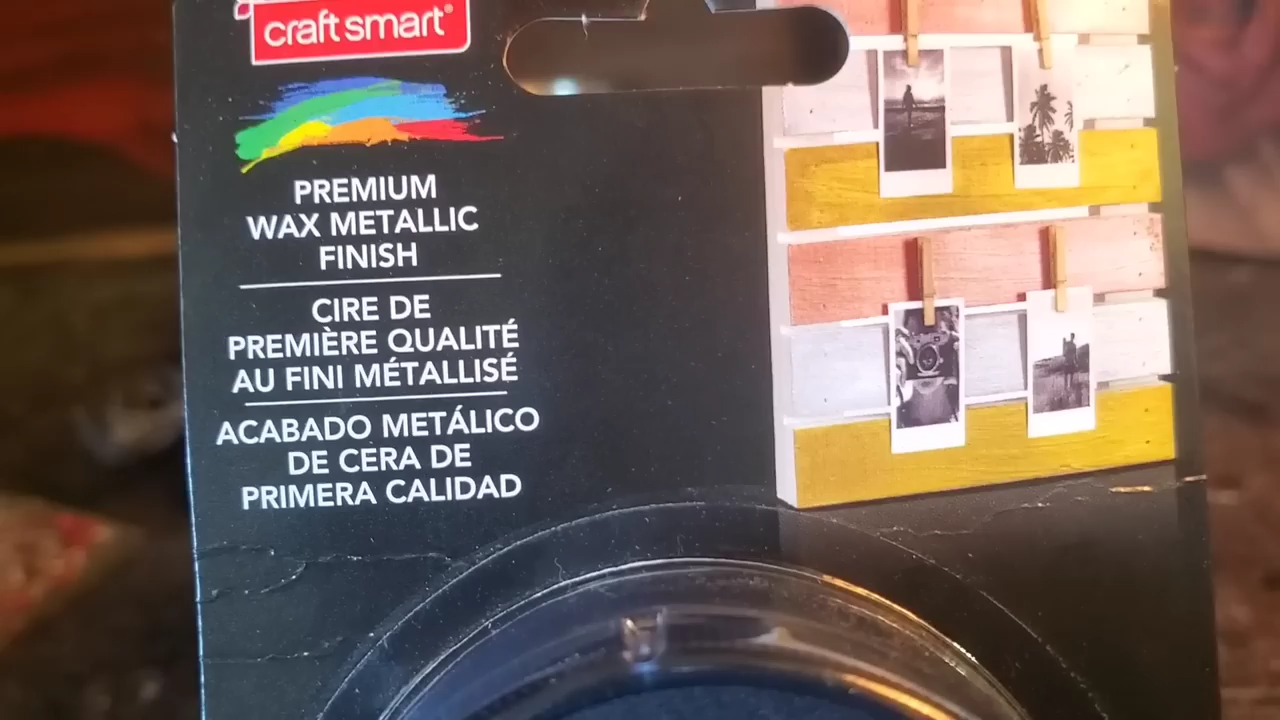 craft smart®
PREMIUM
WAX METALLIC
FINISH
CIRE DE
PREMIÈRE QUALITÉ
AU FINI MÉTALLISÉ
ACABADO METÁLICO
DE CERA DE
PRIMERA CALIDAD